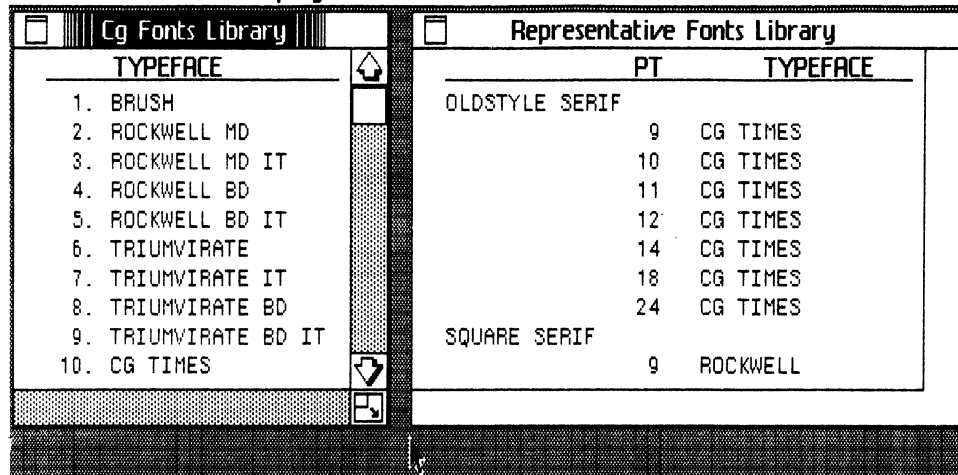 Cg Fonts Library
TYPEFACE
1. BRUSH
2. ROCKWELL MD
3. ROCKWELL MD IT
4. ROCKWELL BD
5. ROCKWELL BD IT
6. TRIUMVIRATE
7. TRIUMVIRATE IT
8. TRIUMVIRATE BD
9. TRIUMVIRATE BD IT
10. CG TIMES
Representative Fonts Library
PT TYPEFACE
OLDSTYLE SERIF
9 CG TIMES
10 CG TIMES
11 CG TIMES
12 CG TIMES
14 CG TIMES
18 CG TIMES
24 CG TIMES
SQUARE SERIF
9 ROCKWELL